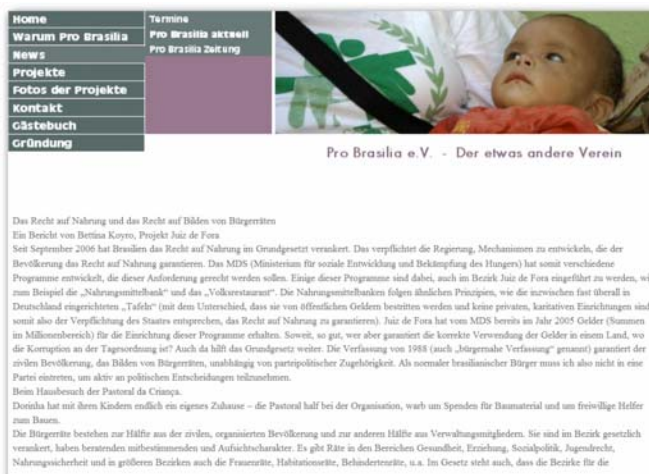 Home
Warum Pro Brasilia
News
Projekte
Fotos der Projekte
Kontakt
Gästebuch
Gründung
Termine
Pro Brasilia aktuell
Pro Brasilia Zeitung
Pro Brasilia e.V. - Der etwas andere Verein
Das Recht auf Nahrung und das Recht auf Bilden von Bürgerräten
Ein Bericht von Bettina Koyro, Projekt Juiz de Fora
Seit September 2006 hat Brasilien das Recht auf Nahrung im Grundgesetz verankert. Das verpflichtet die Regierung, Mechanismen zu entwickeln, die der
Bevölkerung das Recht auf Nahrung garantieren. Das MDS (Ministerium für soziale Entwicklung und Bekämpfung des Hungers) hat somit verschiedene
Programme entwickelt, die dieser Anforderung gerecht werden sollen. Einige dieser Programme sind dabei, auch im Bezirk Juiz de Fora eingeführt zu werden, wi
zum Beispiel die „Nahrungsmittelbank“ und das „Volksrestaurant“. Die Nahrungsmittelbanken folgen ähnlichen Prinzipien, wie die inzwischen fast überall in
Deutschland eingerichteten „Tafeln“ (mit dem Unterschied, dass sie von öffentlichen Geldern bestritten werden und keine privaten, karitativen Einrichtungen sind
somit also der Verpflichtung des Staates entsprechen, das Recht auf Nahrung zu garantieren). Juiz de Fora hat vom MDS bereits im Jahr 2005 Gelder (Summen
im Millionenbereich) für die Einrichtung dieser Programme erhalten. Soweit, so gut, wer aber garantiert die korrekte Verwendung der Gelder in einem Land, wo
die Korruption an der Tagesordnung ist? Auch da hilft das Grundgesetz weiter. Die Verfassung von 1988 (auch „bürgernahe Verfassung“ genannt) garantiert der
zivilen Bevölkerung, das Bilden von Bürgerräten, unabhängig von parteipolitischer Zugehörigkeit. Als normaler brasilianischer Bürger muss ich also nicht in eine
Partei eintreten, um aktiv an politischen Entscheidungen teilzunehmen.
Beim Hausbesuch der Pastoral da Criança.
Dorinha hat mit ihren Kindern endlich ein eigenes Zuhause – die Pastoral half bei der Organisation, warb um Spenden für Baumaterial und um freiwillige Helfer
zum Bauen.
Die Bürgerräte bestehen zur Hälfte aus der zivilen, organisierten Bevölkerung und zur anderen Hälfte aus Verwaltungsmitgliedern. Sie sind im Bezirk gesetzlich
verankert, haben beratenden mitbestimmenden und Aufsichtscharakter. Es gibt Räte in den Bereichen Gesundheit, Erziehung, Sozialpolitik, Jugendrecht,
Nahrungssicherheit und in größeren Bezirken auch die Frauenräte, Habitationsräte, Behindertenräte, u.a. Im Gesetz steht auch, dass die Bezirke für die